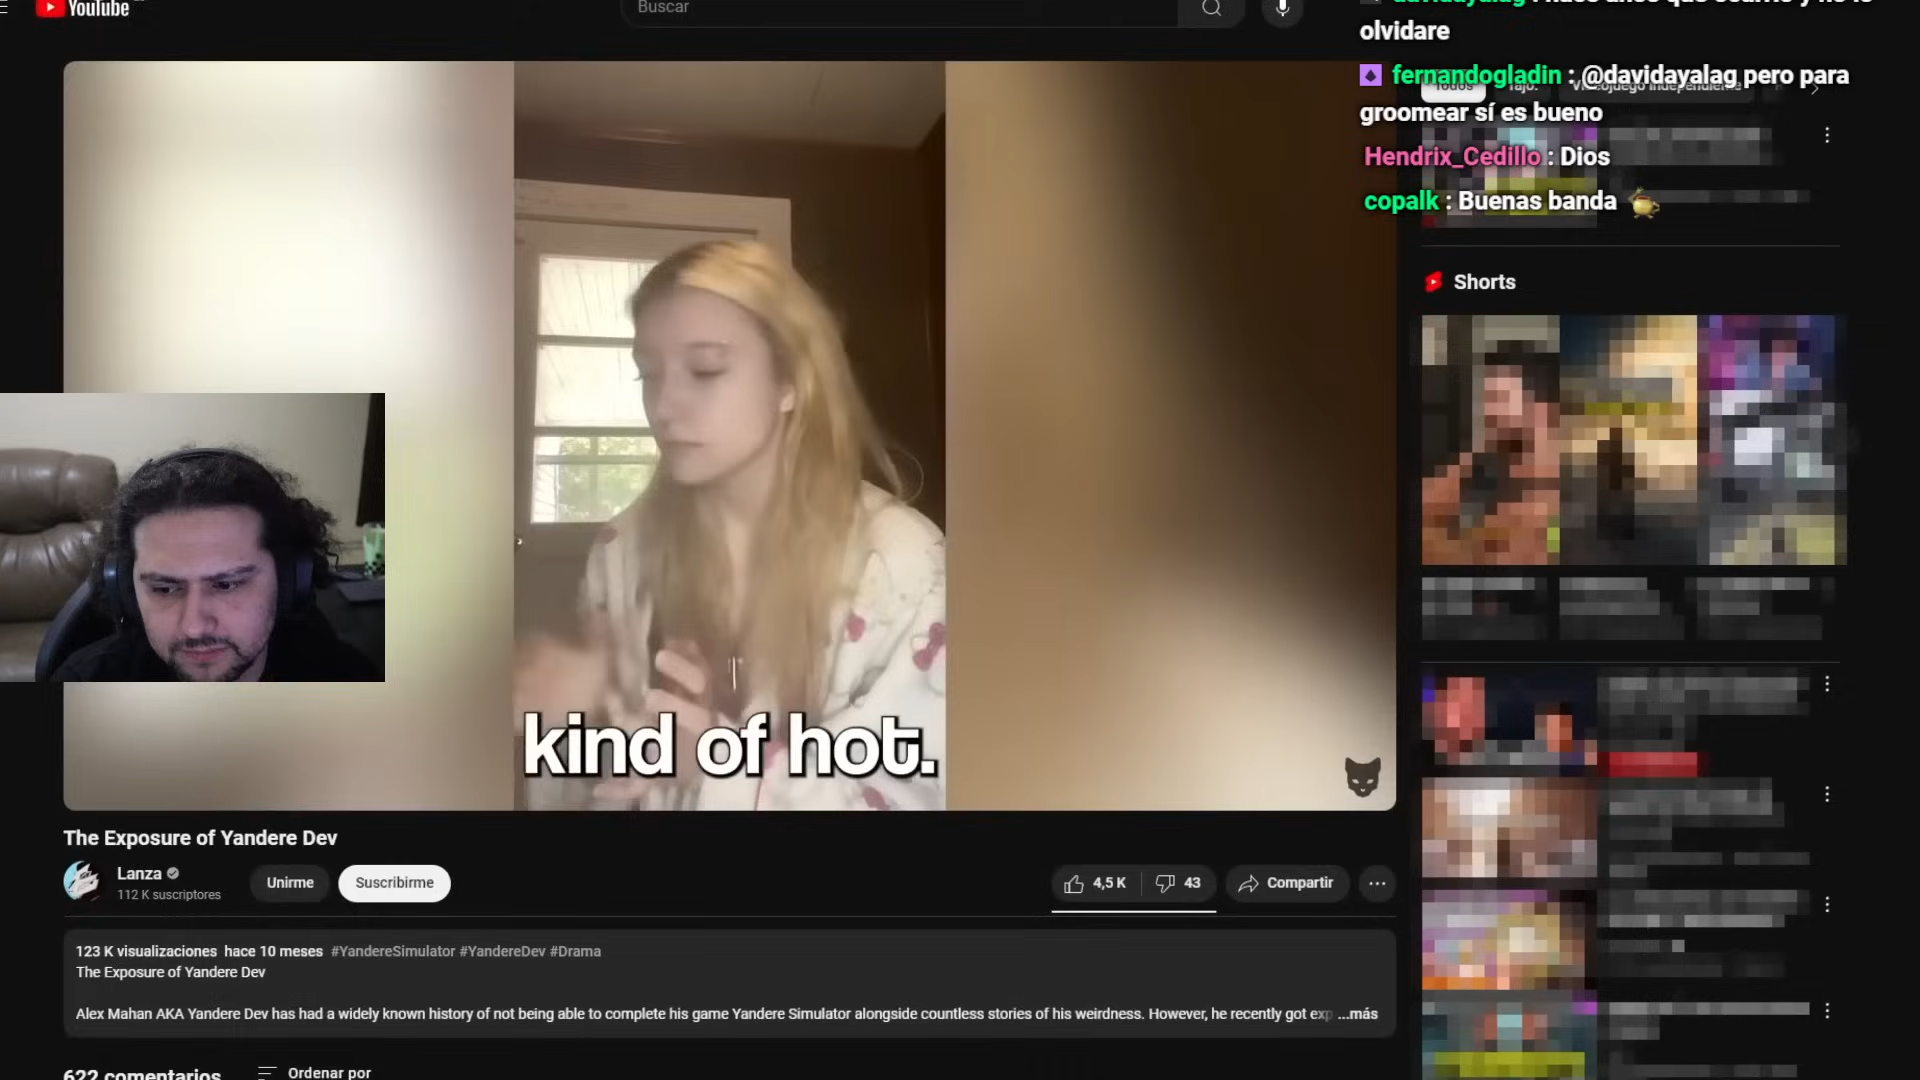 YouTube
Buscar
olvidare
fernandogladin : @davidayalag pero para
groomear sí es bueno
Hendrix_Cedillo : Dios
copalk : Buenas banda
Todos
Videojuego independiente
Shorts
kind of hot.
The Exposure of Yandere Dev
Lanza
112 K suscriptores
Unirme
Suscribirme
4,5 K
43
Compartir
123 K visualizaciones hace 10 meses #YandereSimulator #YandereDev #Drama
The Exposure of Yandere Dev
Alex Mahan AKA Yandere Dev has had a widely known history of not being able to complete his game Yandere Simulator alongside countless stories of his weirdness. However, he recently got ...más
622 comentarios
Ordenar por